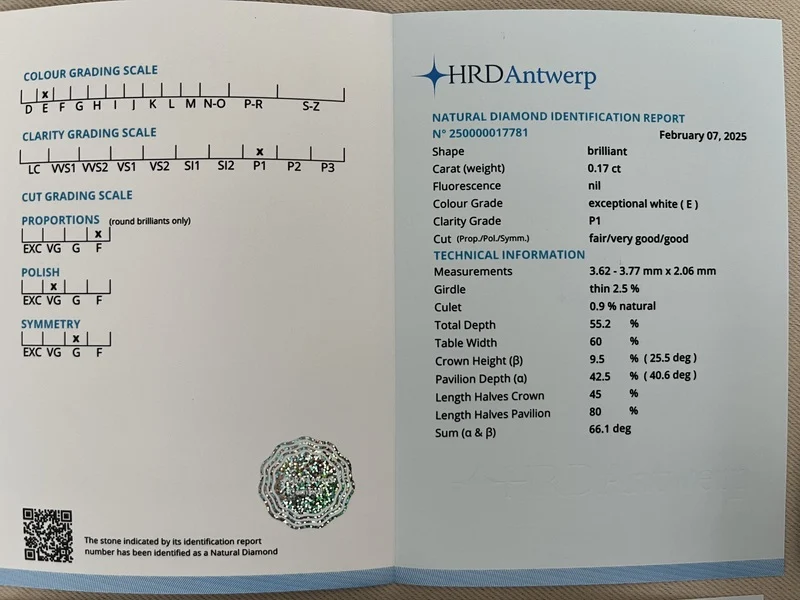 COLOUR GRADING SCALE
x
D E F G H I J K L M N-O P-R S-Z
CLARITY GRADING SCALE
x
LC VVS1 VVS2 VS1 VS2 SI1 SI2 P1 P2 P3
CUT GRADING SCALE
PROPORTIONS (round brilliants only)
x
EXC VG G F
POLISH
x
EXC VG G F
SYMMETRY
x
EXC VG G F
The stone indicated by its identification report
number has been identified as a Natural Diamond
HRDAntwerp
NATURAL DIAMOND IDENTIFICATION REPORT
N° 250000017781 February 07, 2025
Shape brilliant
Carat (weight) 0.17 ct
Fluorescence nil
Colour Grade exceptional white ( E )
Clarity Grade P1
Cut (Prop./Pol./Symm.) fair/very good/good
TECHNICAL INFORMATION
Measurements 3.62 - 3.77 mm x 2.06 mm
Girdle thin 2.5 %
Culet 0.9 % natural
Total Depth 55.2 %
Table Width 60 %
Crown Height (β) 9.5 % ( 25.5 deg )
Pavilion Depth (α) 42.5 % ( 40.6 deg )
Length Halves Crown 45 %
Length Halves Pavilion 80 %
Sum (α & β) 66.1 deg